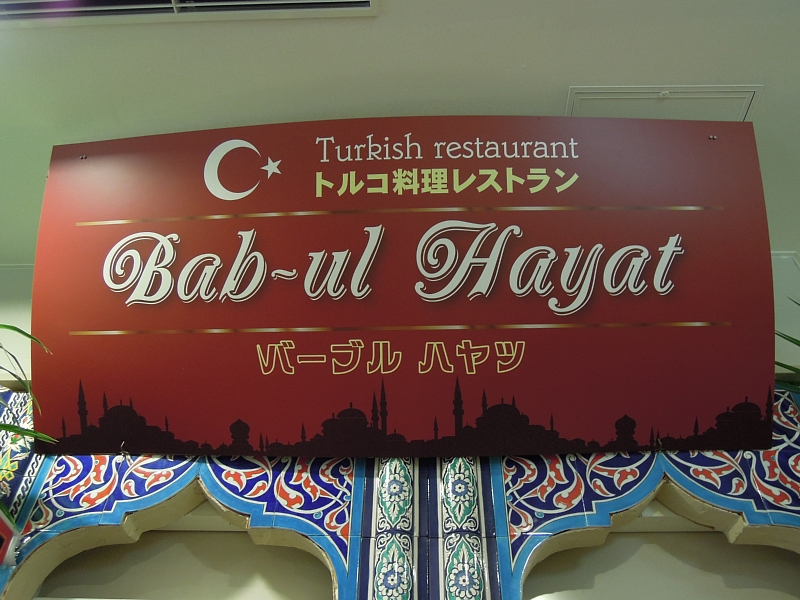 Turkish restaurant
トルコ料理レストラン
Bab-ul Hayat
バーブル ハヤツ